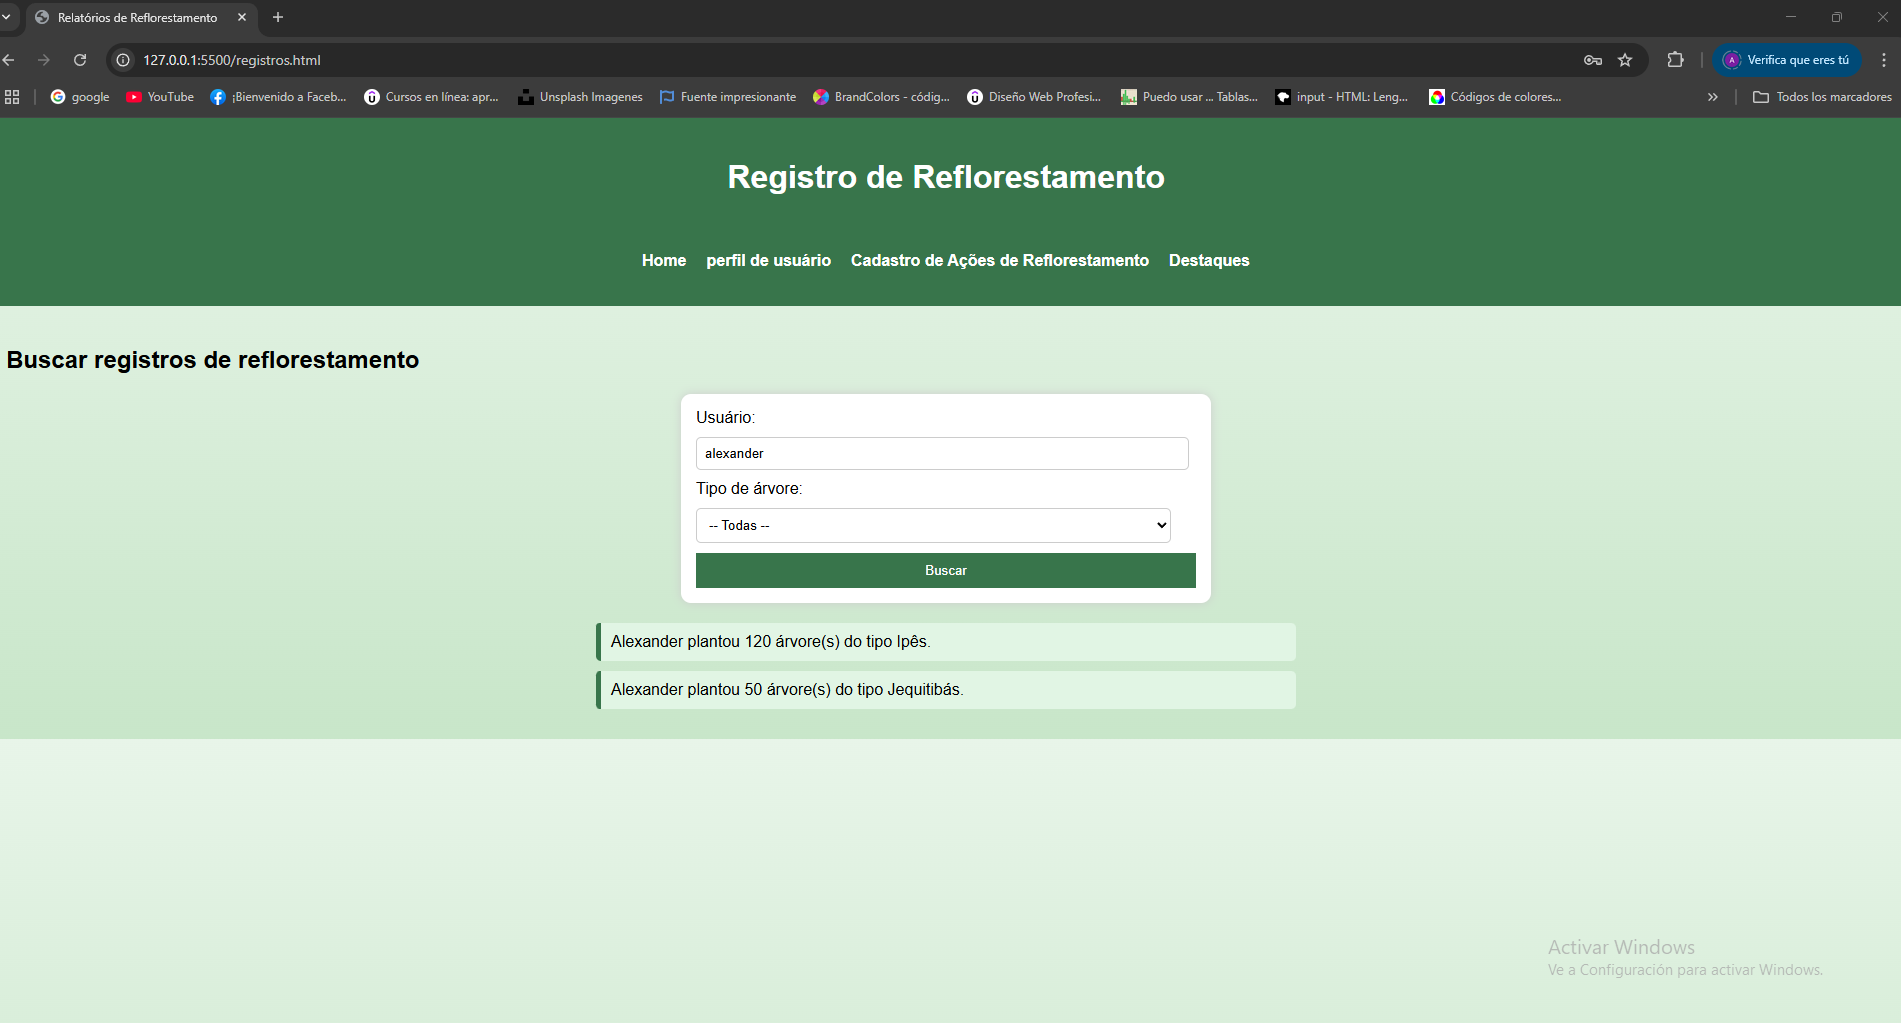 Relatórios de Reflorestamento
127.0.0.1:5500/registros.html
Verifica que eres tú
google
YouTube
¡Bienvenido a Faceb...
Cursos en línea: apr...
Unsplash Imagenes
Fuente impresionante
BrandColors - códig...
Diseño Web Profesi...
Puedo usar ... Tablas...
input - HTML: Leng...
Códigos de colores...
Todos los marcadores
Registro de Reflorestamento
Home perfil de usuário Cadastro de Ações de Reflorestamento Destaques
Buscar registros de reflorestamento
Usuário:
alexander
Tipo de árvore:
-- Todas --
Buscar
Alexander plantou 120 árvore(s) do tipo Ipês.
Alexander plantou 50 árvore(s) do tipo Jequitibás.
Activar Windows
Ve a Configuración para activar Windows.